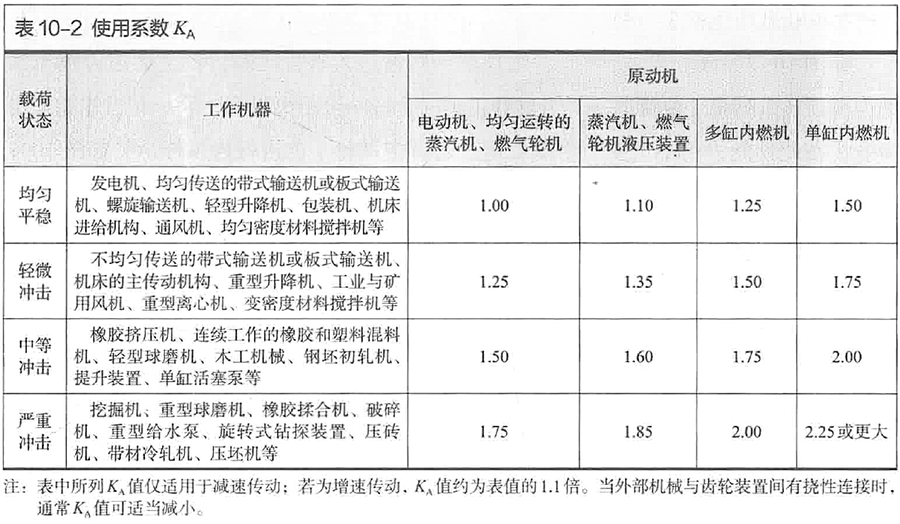 表10-2 使用系数KA
载荷
状态
工作机器
原动机
电动机、均匀运转的
蒸汽机、燃气轮机
蒸汽机、燃气
轮机液压装置
多缸内燃机
单缸内燃机
均匀
平稳
发电机、均匀传送的带式输送机或板式输送
机、螺旋输送机、轻型升降机、包装机、机床
进给机构、通风机、均匀密度材料搅拌机等
1.00
1.10
1.25
1.50
轻微
冲击
不均匀传送的带式输送机或板式输送机、
机床的主传动机构、重型升降机、工业与矿
用风机、重型离心机、变密度材料搅拌机等
1.25
1.35
1.50
1.75
中等
冲击
橡胶挤压机、连续工作的橡胶和塑料混料
机、轻型球磨机、木工机械、钢坯初轧机、
提升装置、单缸活塞泵等
1.50
1.60
1.75
2.00
严重
冲击
挖掘机、重型球磨机、橡胶揉合机、破碎
机、重型给水泵、旋转式钻探装置、压砖
机、带材冷轧机、压坯机等
1.75
1.85
2.00
2.25或更大
注：表中所列KA值仅适用于减速传动；若为增速传动，KA值约为表值的1.1倍。当外部机械与齿轮装置间有挠性连接时，
通常KA值可适当减小。